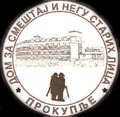 ДОМ ЗА СМЕШТАЈ И НЕГУ СТАРИХ ЛИЦА
ПРОКУПЉЕ